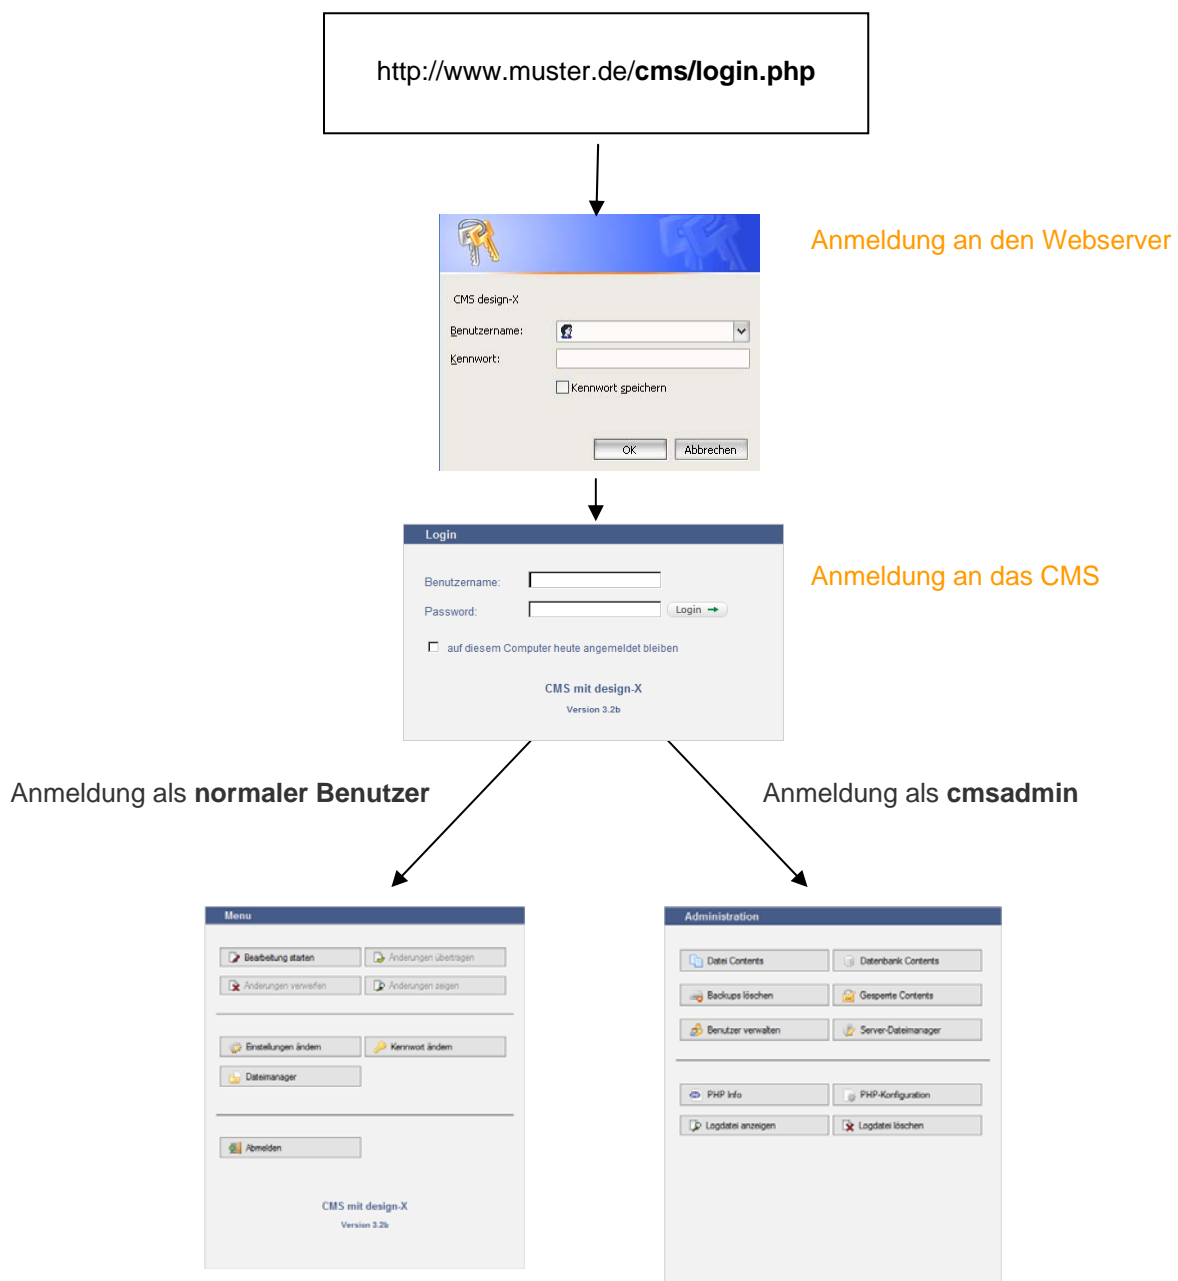 http://www.muster.de/cms/login.php
Anmeldung an den Webserver
CMS design-X
Benutzername:
Kennwort:
Kennwort speichern
OK Abbrechen
Login
Anmeldung an das CMS
Benutzername:
Password:
Login
auf diesem Computer heute angemeldet bleiben
CMS mit design-X
Version 3.2b
Anmeldung als normaler Benutzer
Anmeldung als cmsadmin
Menu
Bearbeitung starten Änderungen übertragen
Änderungen verwerfen Änderungen zeigen
Einstellungen ändern Kennwort ändern
Dateimanager
Abmelden
CMS mit design-X
Version 3.2b
Administration
Datei Contents Datenbank Contents
Backups löschen Gesperrte Contents
Benutzer verwalten Server-Dateimanager
PHP Info PHP-Konfiguration
Logdatei anzeigen Logdatei löschen